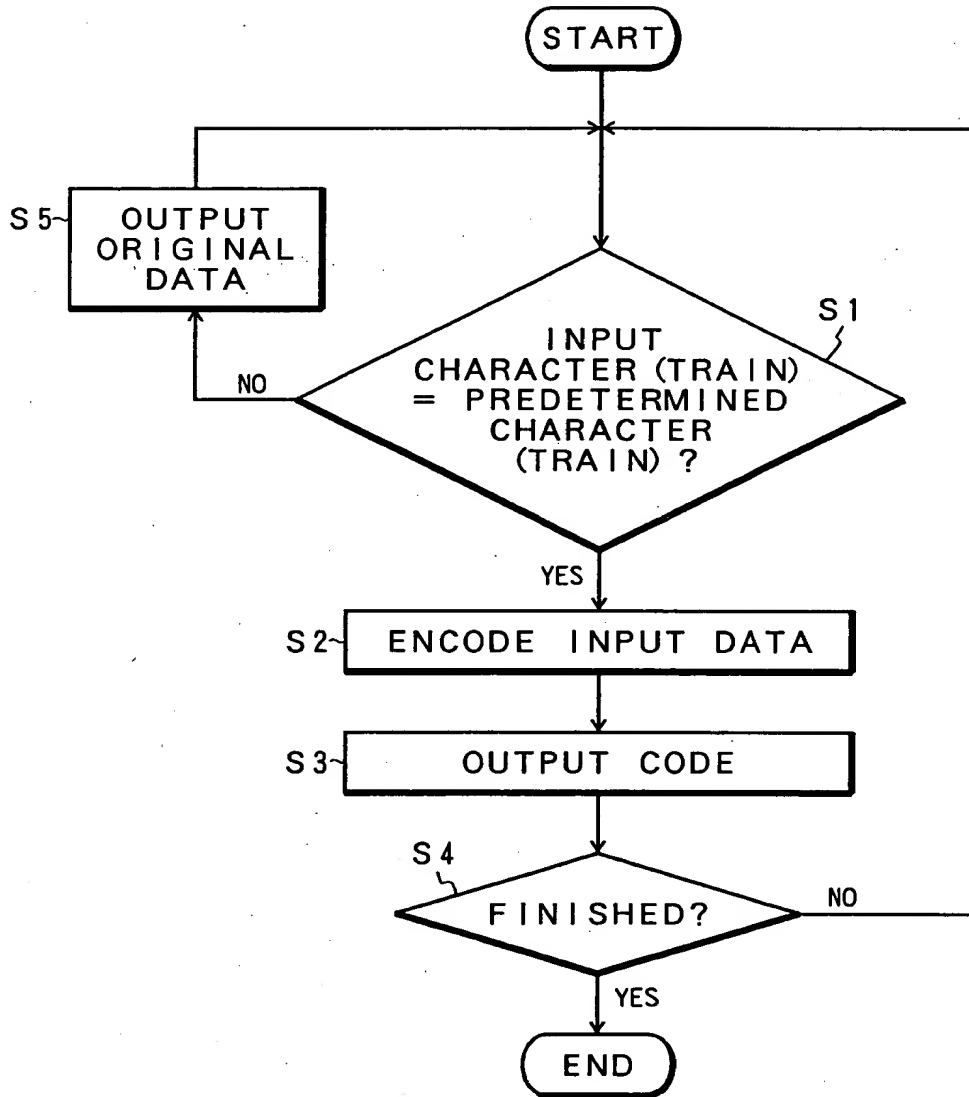 START
S5
OUTPUT
ORIGINAL
DATA
S1
INPUT
CHARACTER (TRAIN)
= PREDETERMINED
CHARACTER
(TRAIN) ?
NO
YES
S2
ENCODE INPUT DATA
S3
OUTPUT CODE
S4
FINISHED?
NO
YES
END